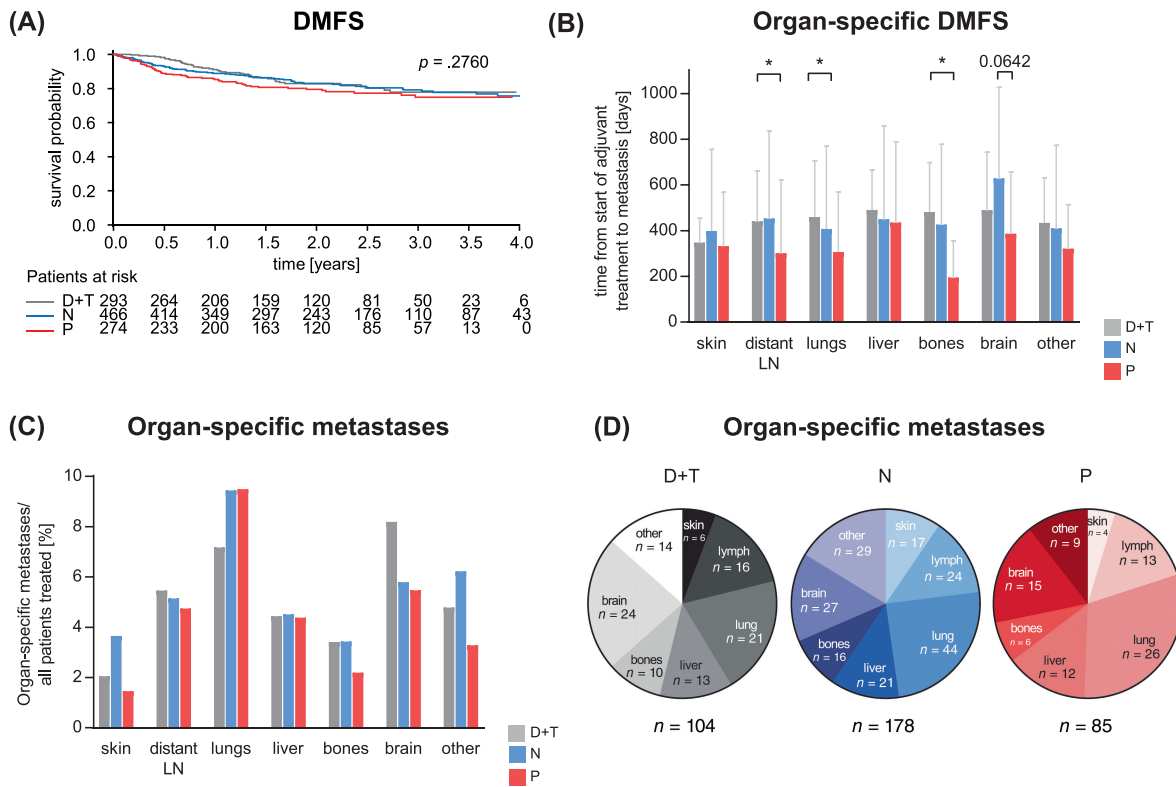 (A)
DMFS
survival probability
1.0
0.8
0.6
0.4
0.2
0.0
p = .2760
0.0 0.5 1.0 1.5 2.0 2.5 3.0 3.5 4.0
time [years]
Patients at risk
D+T 293 264 206 159 120 81 50 23 6
N 466 414 349 297 243 176 110 87 43
P 274 233 200 163 120 85 57 13 0
(B)
Organ-specific DMFS
time from start of adjuvant
treatment to metastasis [days]
1000
800
600
400
200
0
* * * 0.0642
skin distant lungs liver bones brain other
LN
D+T
N
P
(C)
Organ-specific metastases
Organ-specific metastases/
all patients treated [%]
10
8
6
4
2
0
skin distant lungs liver bones brain other
LN
D+T
N
P
(D)
Organ-specific metastases
D+T
skin
n = 6
lymph
n = 16
lung
n = 21
liver
n = 13
bones
n = 10
brain
n = 24
other
n = 14
n = 104
N
skin
n = 17
lymph
n = 24
lung
n = 44
liver
n = 21
bones
n = 16
brain
n = 27
other
n = 29
n = 178
P
skin
n = 4
lymph
n = 13
lung
n = 26
liver
n = 12
bones
n = 6
brain
n = 15
other
n = 9
n = 85